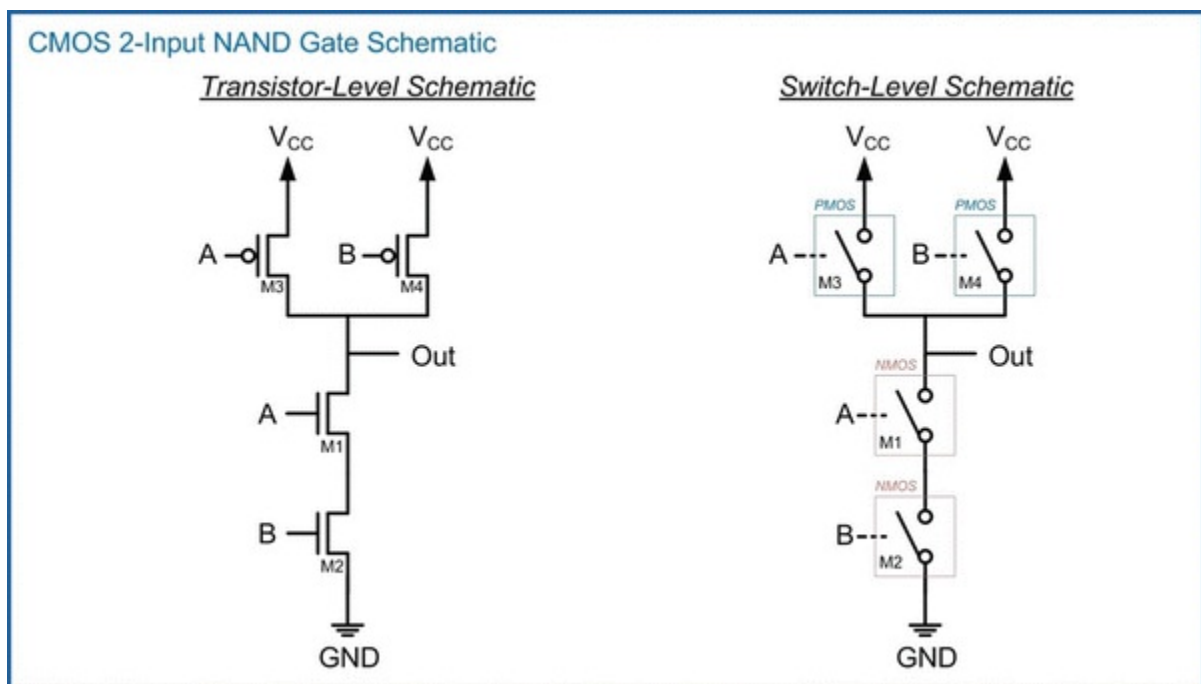 CMOS 2-Input NAND Gate Schematic
Transistor-Level Schematic
VCC
VCC
A
M3
B
M4
Out
A
M1
B
M2
GND
Switch-Level Schematic
VCC
VCC
PMOS
PMOS
A
M3
B
M4
Out
NMOS
A
M1
NMOS
B
M2
GND